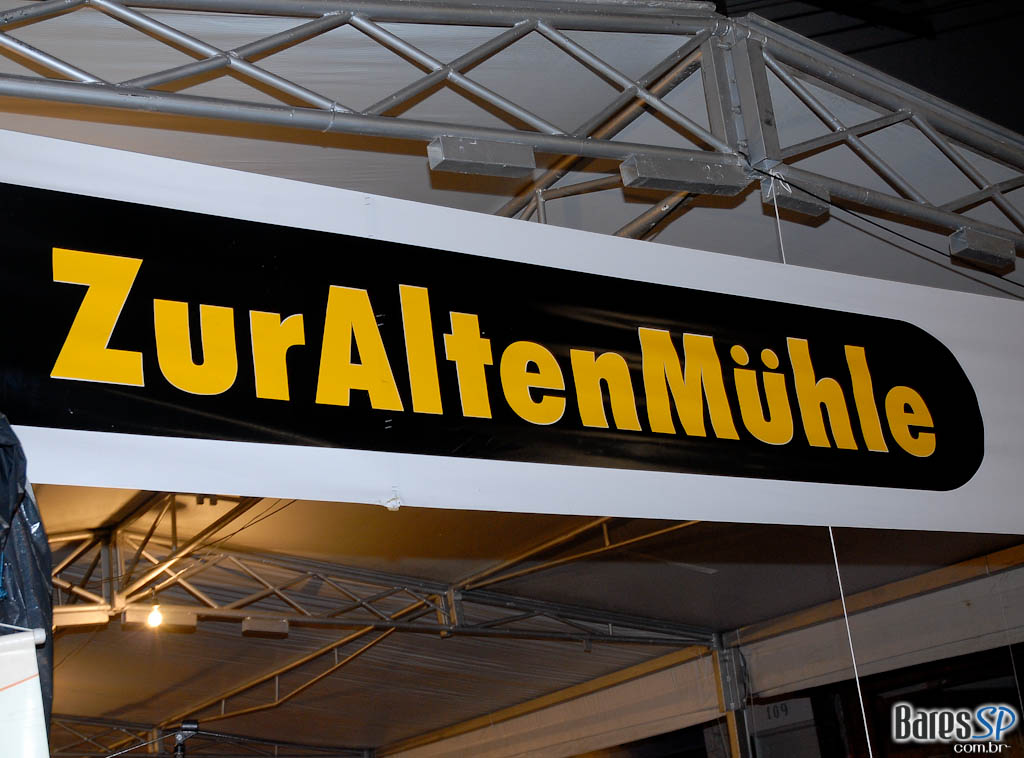 ZurAltenMühle
109
BaresSP
com.br